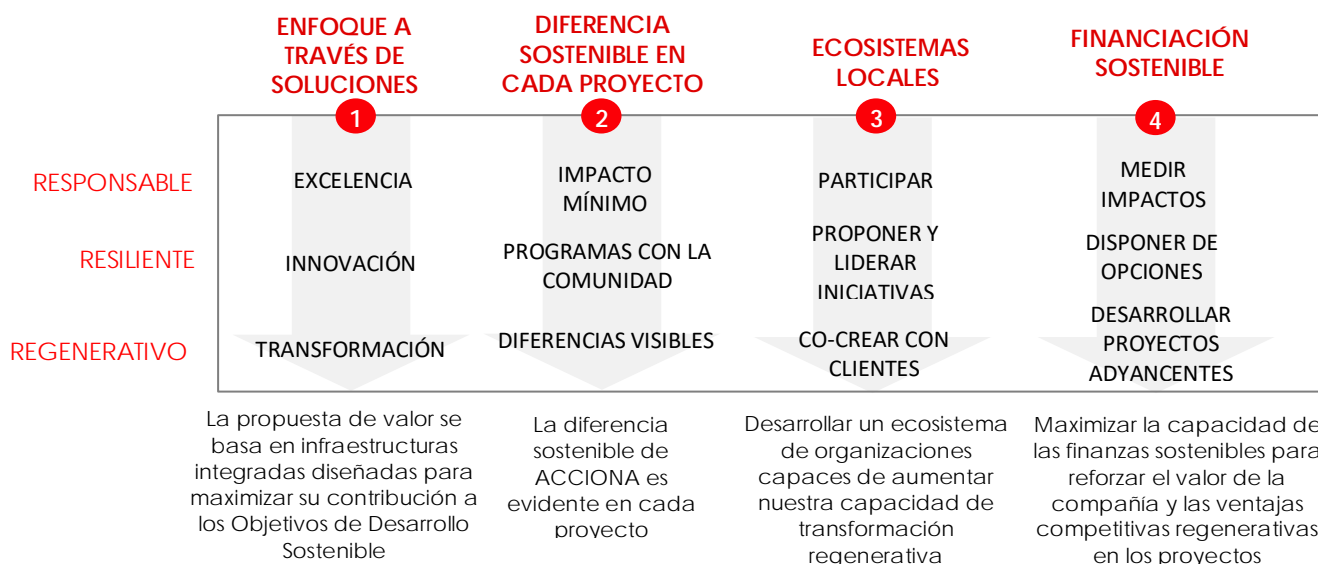 ENFOQUE A
TRAVÉS DE
SOLUCIONES
DIFERENCIA
SOSTENIBLE EN
CADA PROYECTO
ECOSISTEMAS
LOCALES
FINANCIACIÓN
SOSTENIBLE
1
2
3
4
RESPONSABLE
EXCELENCIA
IMPACTO
MÍNIMO
PARTICIPAR
MEDIR
IMPACTOS
RESILIENTE
INNOVACIÓN
PROGRAMAS CON LA
COMUNIDAD
PROPONER Y
LIDERAR
INICIATIVAS
DISPONER DE
OPCIONES
REGENERATIVO
TRANSFORMACIÓN
DIFERENCIAS VISIBLES
CO-CREAR CON
CLIENTES
DESARROLLAR
PROYECTOS
ADYANCENTES
La propuesta de valor se
basa en infraestructuras
integradas diseñadas para
maximizar su contribución a
los Objetivos de Desarrollo
Sostenible
La diferencia
sostenible de
ACCIONA es
evidente en cada
proyecto
Desarrollar un ecosistema
de organizaciones
capaces de aumentar
nuestra capacidad de
transformación
regenerativa
Maximizar la capacidad de
las finanzas sostenibles para
reforzar el valor de la
compañía y las ventajas
competitivas regenerativas
en los proyectos